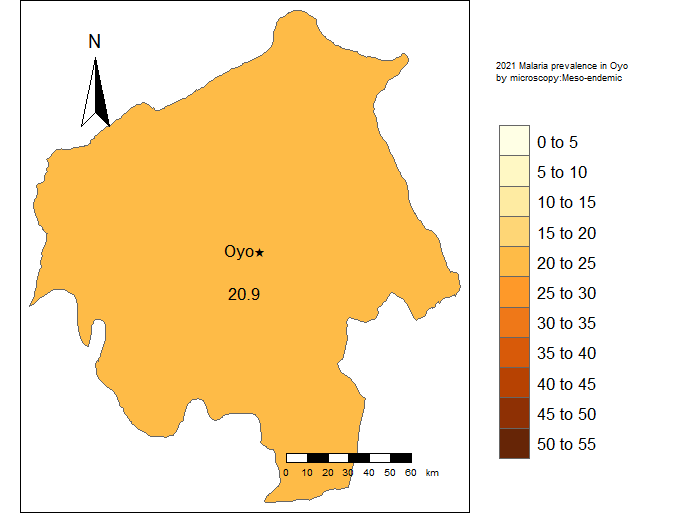 N
2021 Malaria prevalence in Oyo
by microscopy:Meso-endemic
0 to 5
5 to 10
10 to 15
15 to 20
20 to 25
25 to 30
30 to 35
35 to 40
40 to 45
45 to 50
50 to 55
Oyo★
20.9
0 10 20 30 40 50 60 km